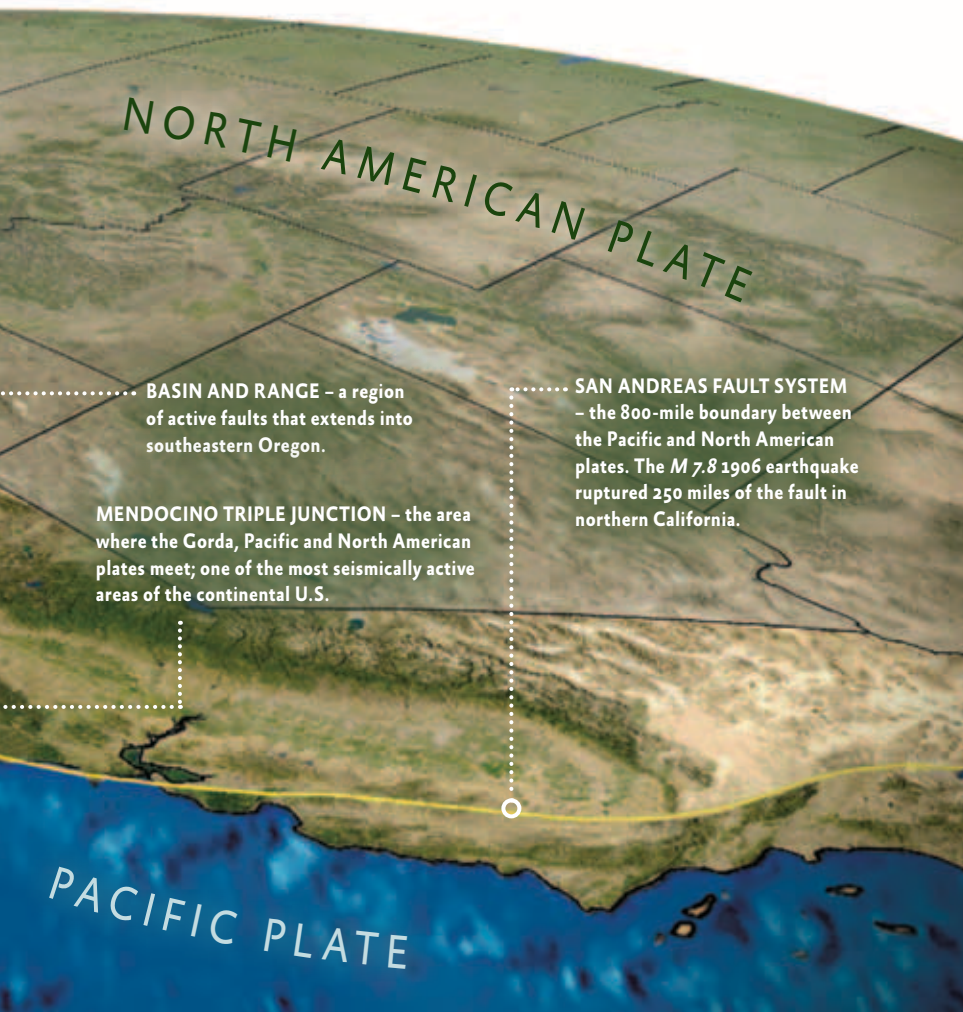 NORTH AMERICAN PLATE
BASIN AND RANGE – a region
of active faults that extends into
southeastern Oregon.
SAN ANDREAS FAULT SYSTEM
– the 800-mile boundary between
the Pacific and North American
plates. The M 7.8 1906 earthquake
ruptured 250 miles of the fault in
northern California.
MENDOCINO TRIPLE JUNCTION – the area
where the Gorda, Pacific and North American
plates meet; one of the most seismically active
areas of the continental U.S.
PACIFIC PLATE